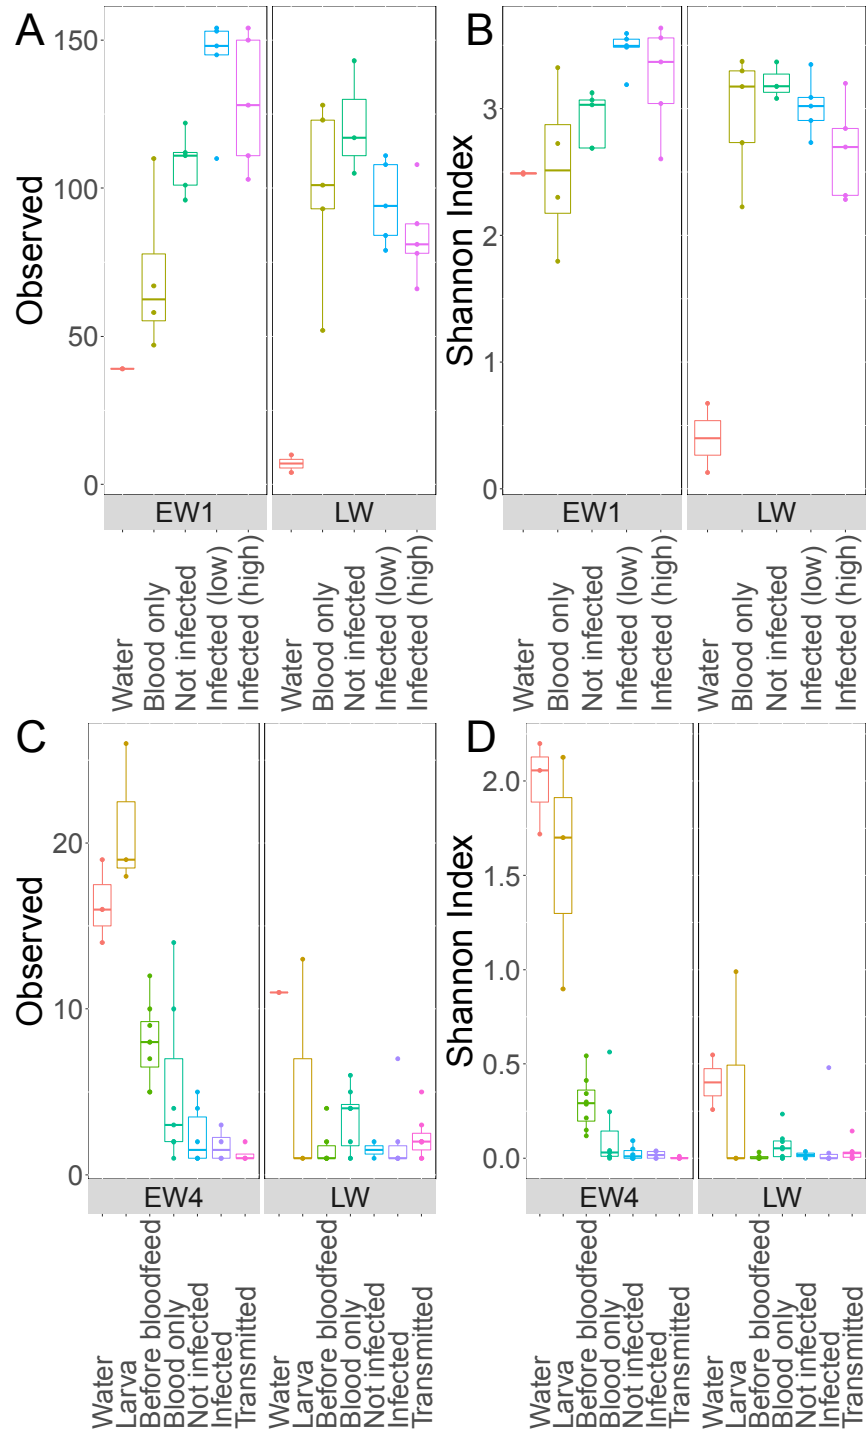 A
Observed
150
100
50
0
EW1
LW
Water
Blood only
Not infected
Infected (low)
Infected (high)
Water
Blood only
Not infected
Infected (low)
Infected (high)
B
Shannon Index
3
2
1
0
EW1
LW
Water
Blood only
Not infected
Infected (low)
Infected (high)
Water
Blood only
Not infected
Infected (low)
Infected (high)
C
Observed
20
10
0
EW4
LW
Water
Larva
Before bloodfeed
Blood only
Not infected
Infected
Transmitted
Water
Larva
Before bloodfeed
Blood only
Not infected
Infected
Transmitted
D
Shannon Index
2.0
1.5
1.0
0.5
0.0
EW4
LW
Water
Larva
Before bloodfeed
Blood only
Not infected
Infected
Transmitted
Water
Larva
Before bloodfeed
Blood only
Not infected
Infected
Transmitted